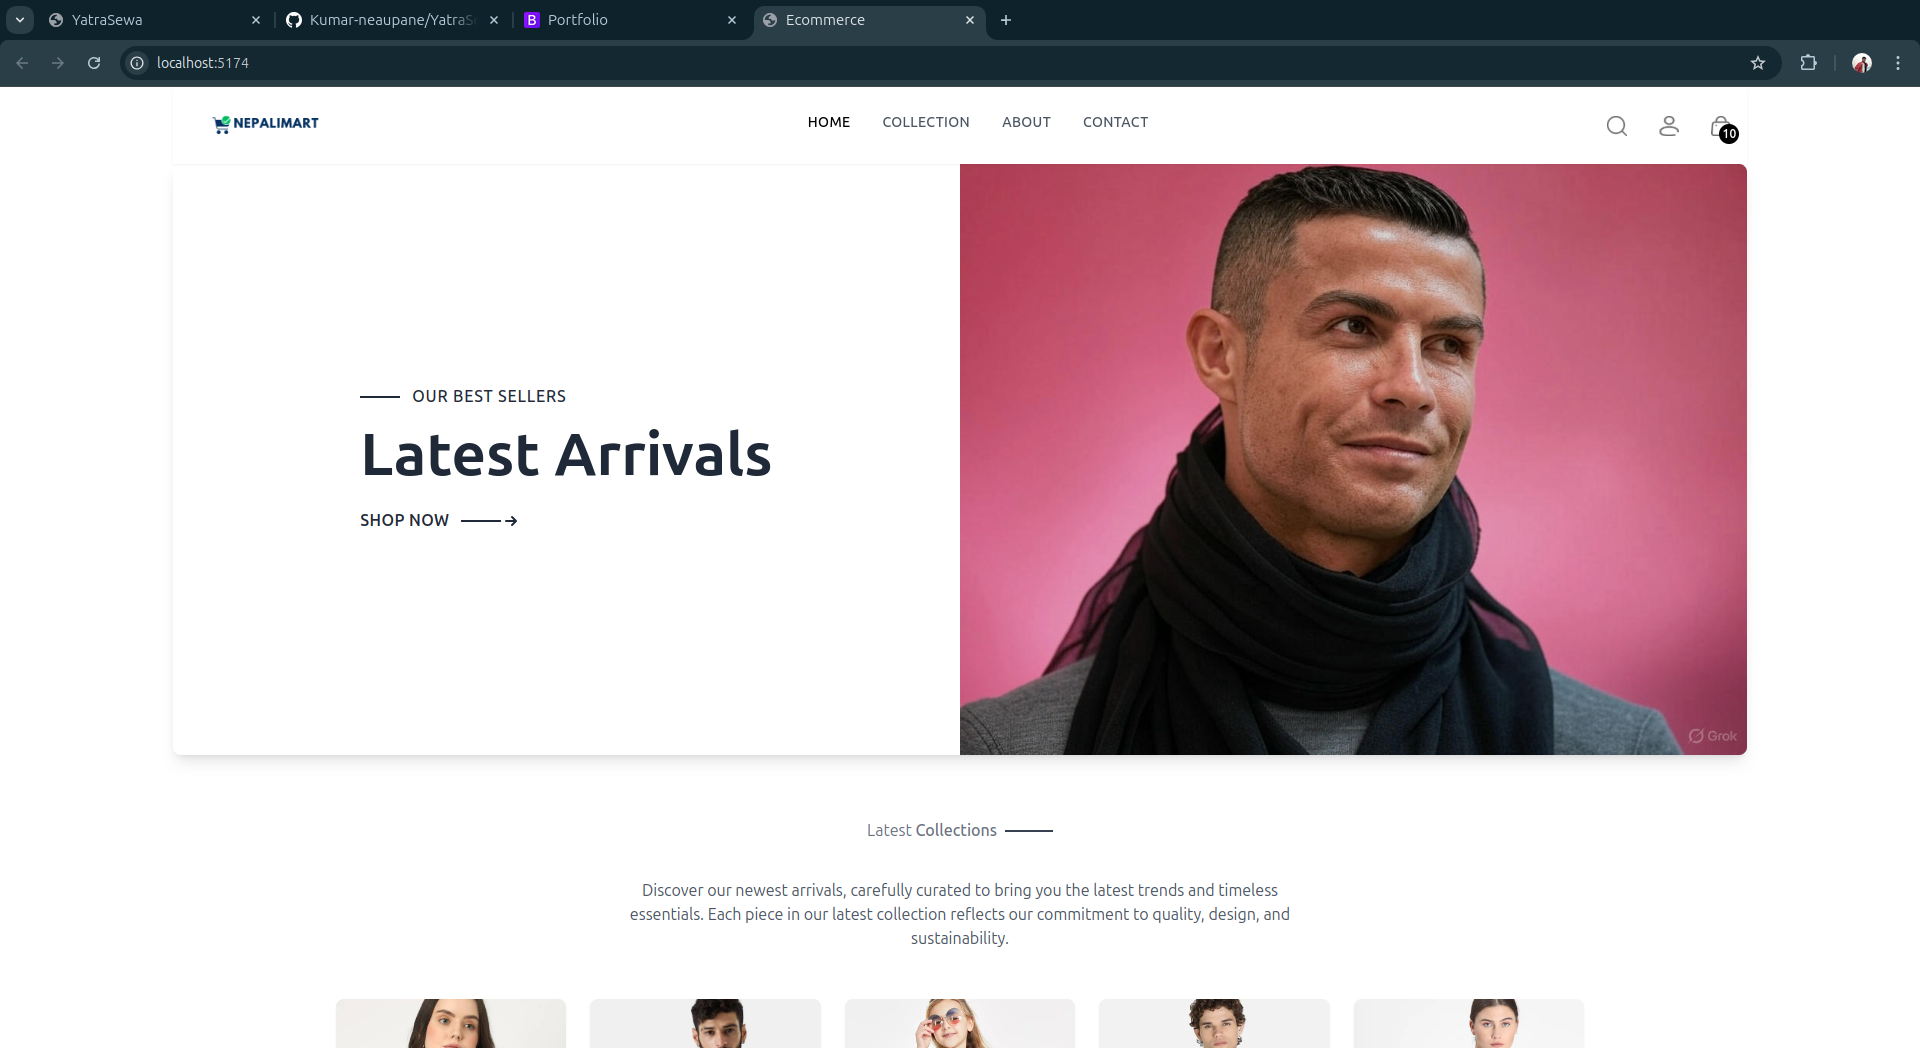 YatraSewa
Kumar-neaupane/YatraS
B Portfolio
Ecommerce
localhost:5174
NEPALIMART
HOME COLLECTION ABOUT CONTACT
10
OUR BEST SELLERS
Latest Arrivals
SHOP NOW
Grok
Latest Collections
Discover our newest arrivals, carefully curated to bring you the latest trends and timeless
essentials. Each piece in our latest collection reflects our commitment to quality, design, and
sustainability.